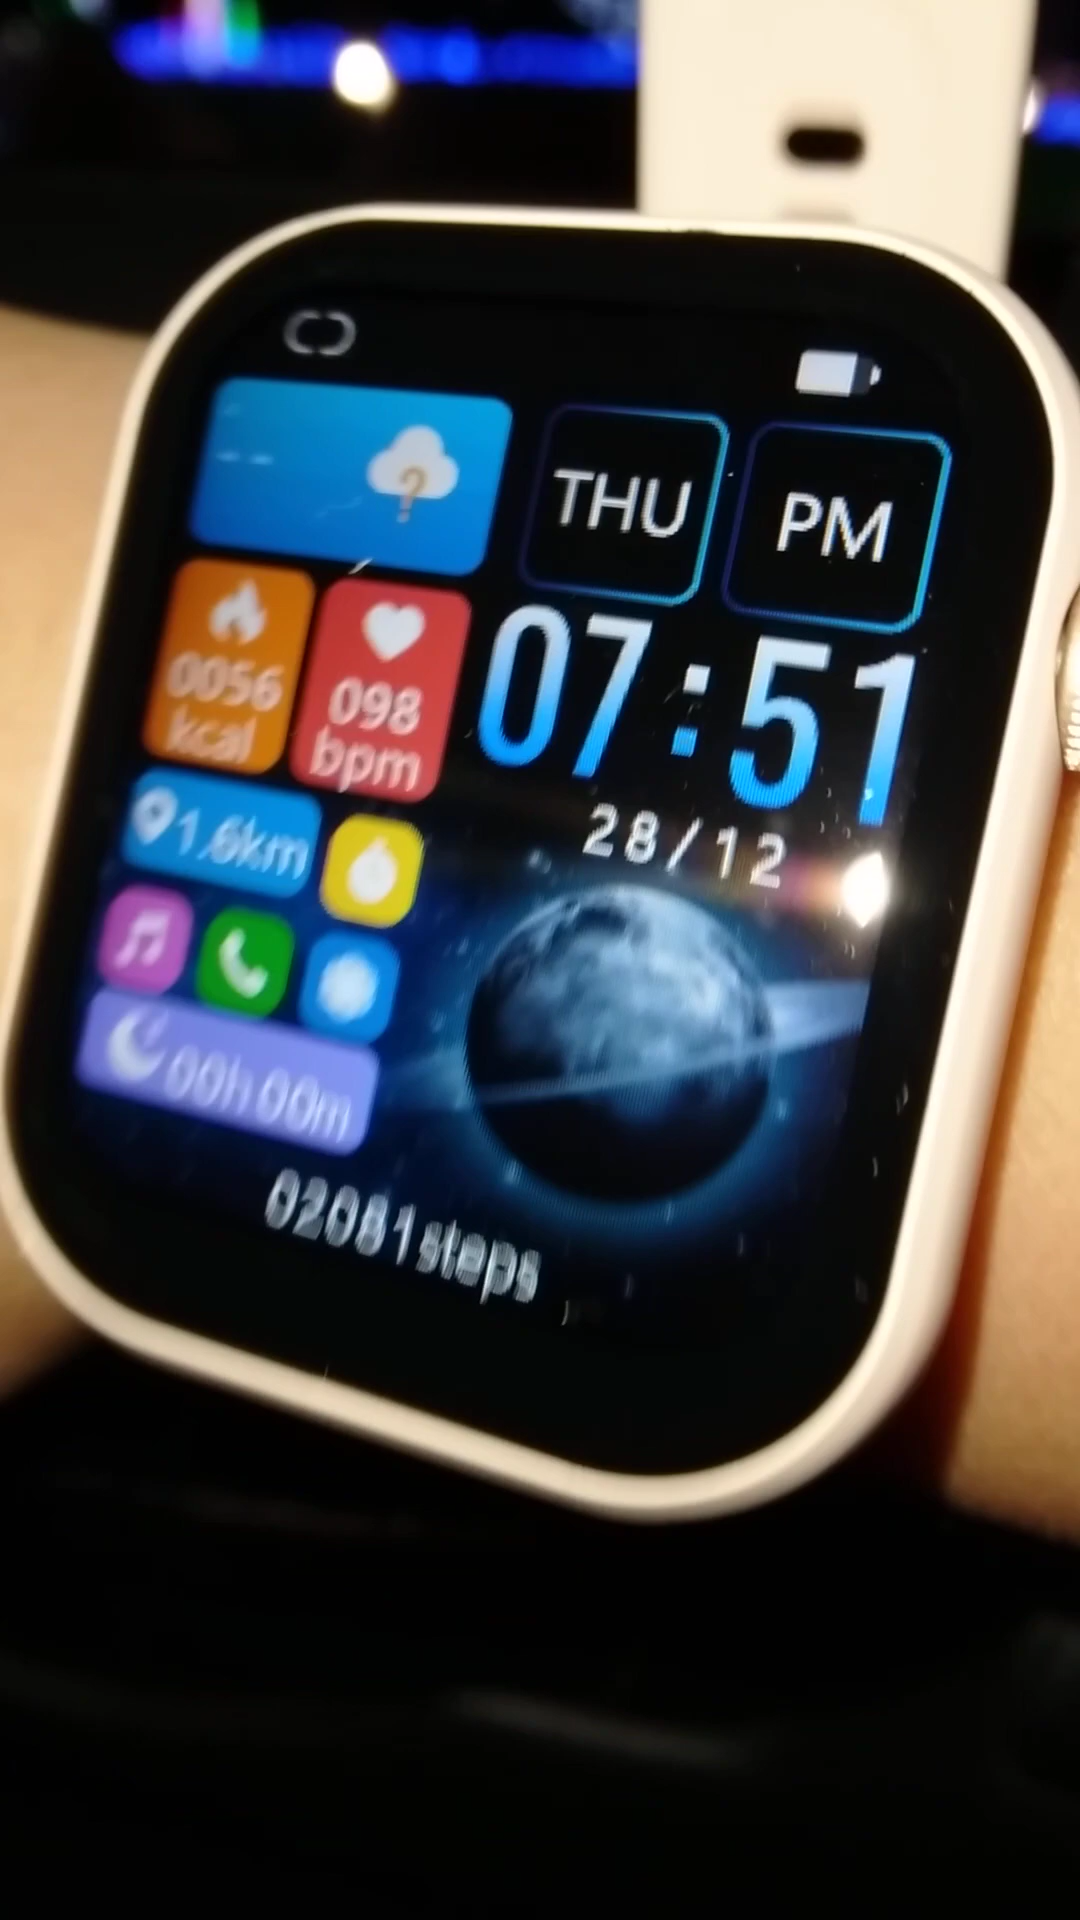 --
?
THU
PM
0056
kcal
098
bpm
07:51
28/12
1.6km
00h00m
02081steps